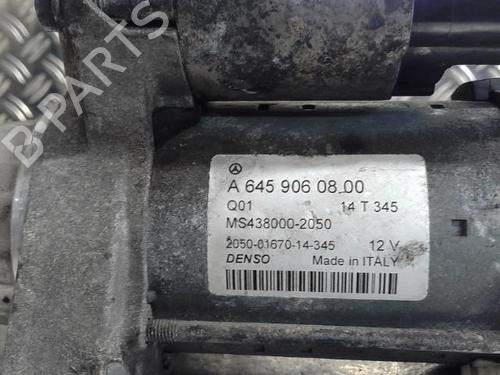 B-PARTS
A 645 906 08.00
Q01 14 T 345
MS438000-2050
2050-01670-14-345 12 V
DENSO Made in ITALY